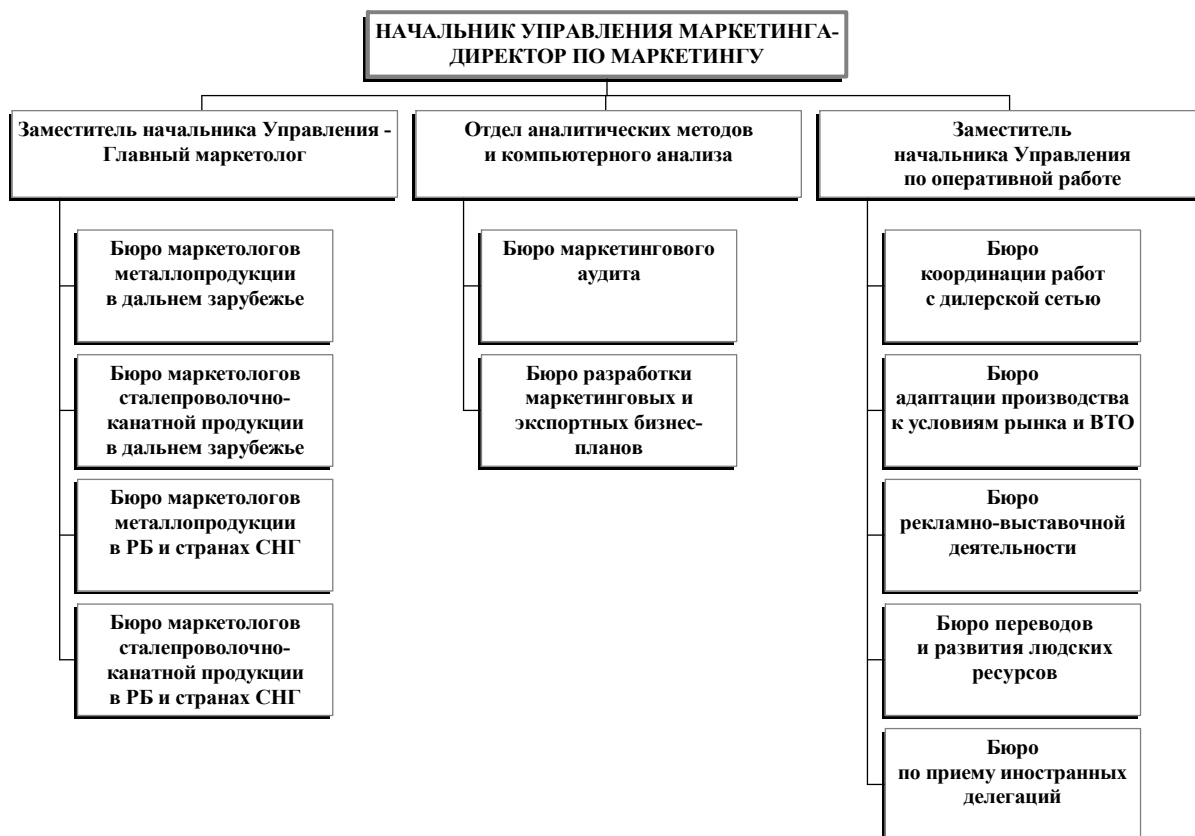 НАЧАЛЬНИК УПРАВЛЕНИЯ МАРКЕТИНГА-
ДИРЕКТОР ПО МАРКЕТИНГУ
Заместитель начальника Управления -
Главный маркетолог
Отдел аналитических методов
и компьютерного анализа
Заместитель
начальника Управления
по оперативной работе
Бюро маркетологов
металлопродукции
в дальнем зарубежье
Бюро маркетологов
сталепроволочно-
канатной продукции
в дальнем зарубежье
Бюро маркетологов
металлопродукции
в РБ и странах СНГ
Бюро маркетологов
сталепроволочно-
канатной продукции
в РБ и странах СНГ
Бюро маркетингового
аудита
Бюро разработки
маркетинговых и
экспортных бизнес-
планов
Бюро
координации работ
с дилерской сетью
Бюро
адаптации производства
к условиям рынка и ВТО
Бюро
рекламно-выставочной
деятельности
Бюро переводов
и развития людских
ресурсов
Бюро
по приему иностранных
делегаций